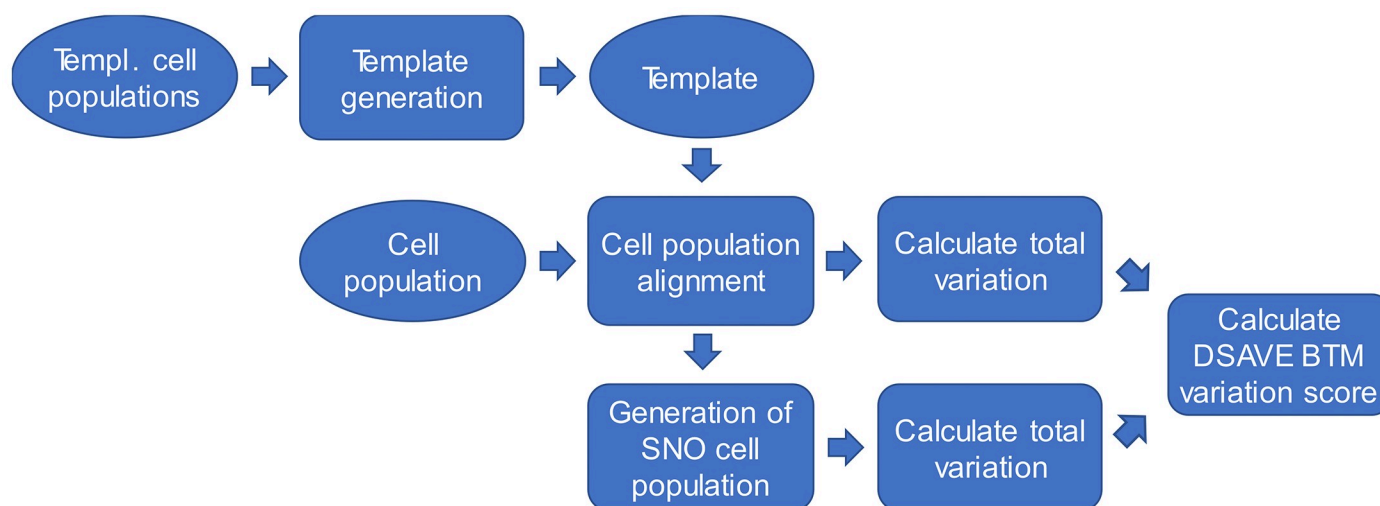 Templ. cell
populations
Template
generation
Template
Cell
population
Cell population
alignment
Calculate total
variation
Generation of
SNO cell
population
Calculate total
variation
Calculate
DSAVE BTM
variation score